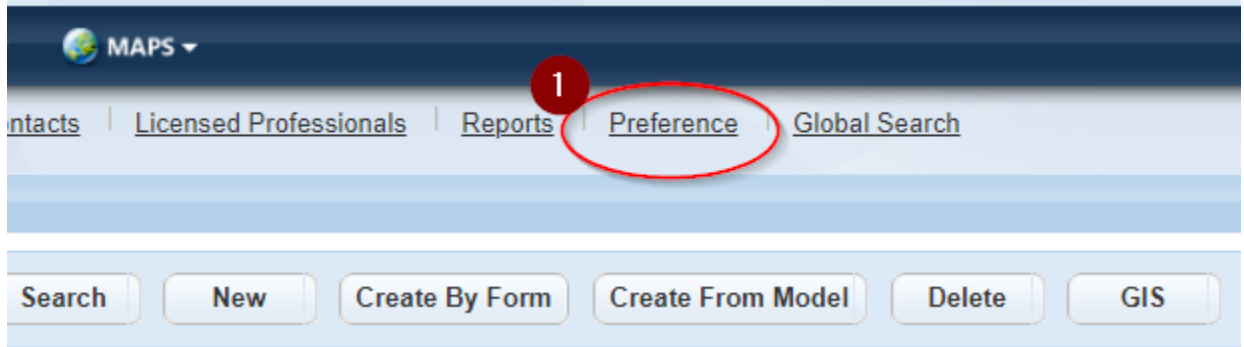 MAPS
1
ntacts Licensed Professionals Reports Preference Global Search
Search New Create By Form Create From Model Delete GIS